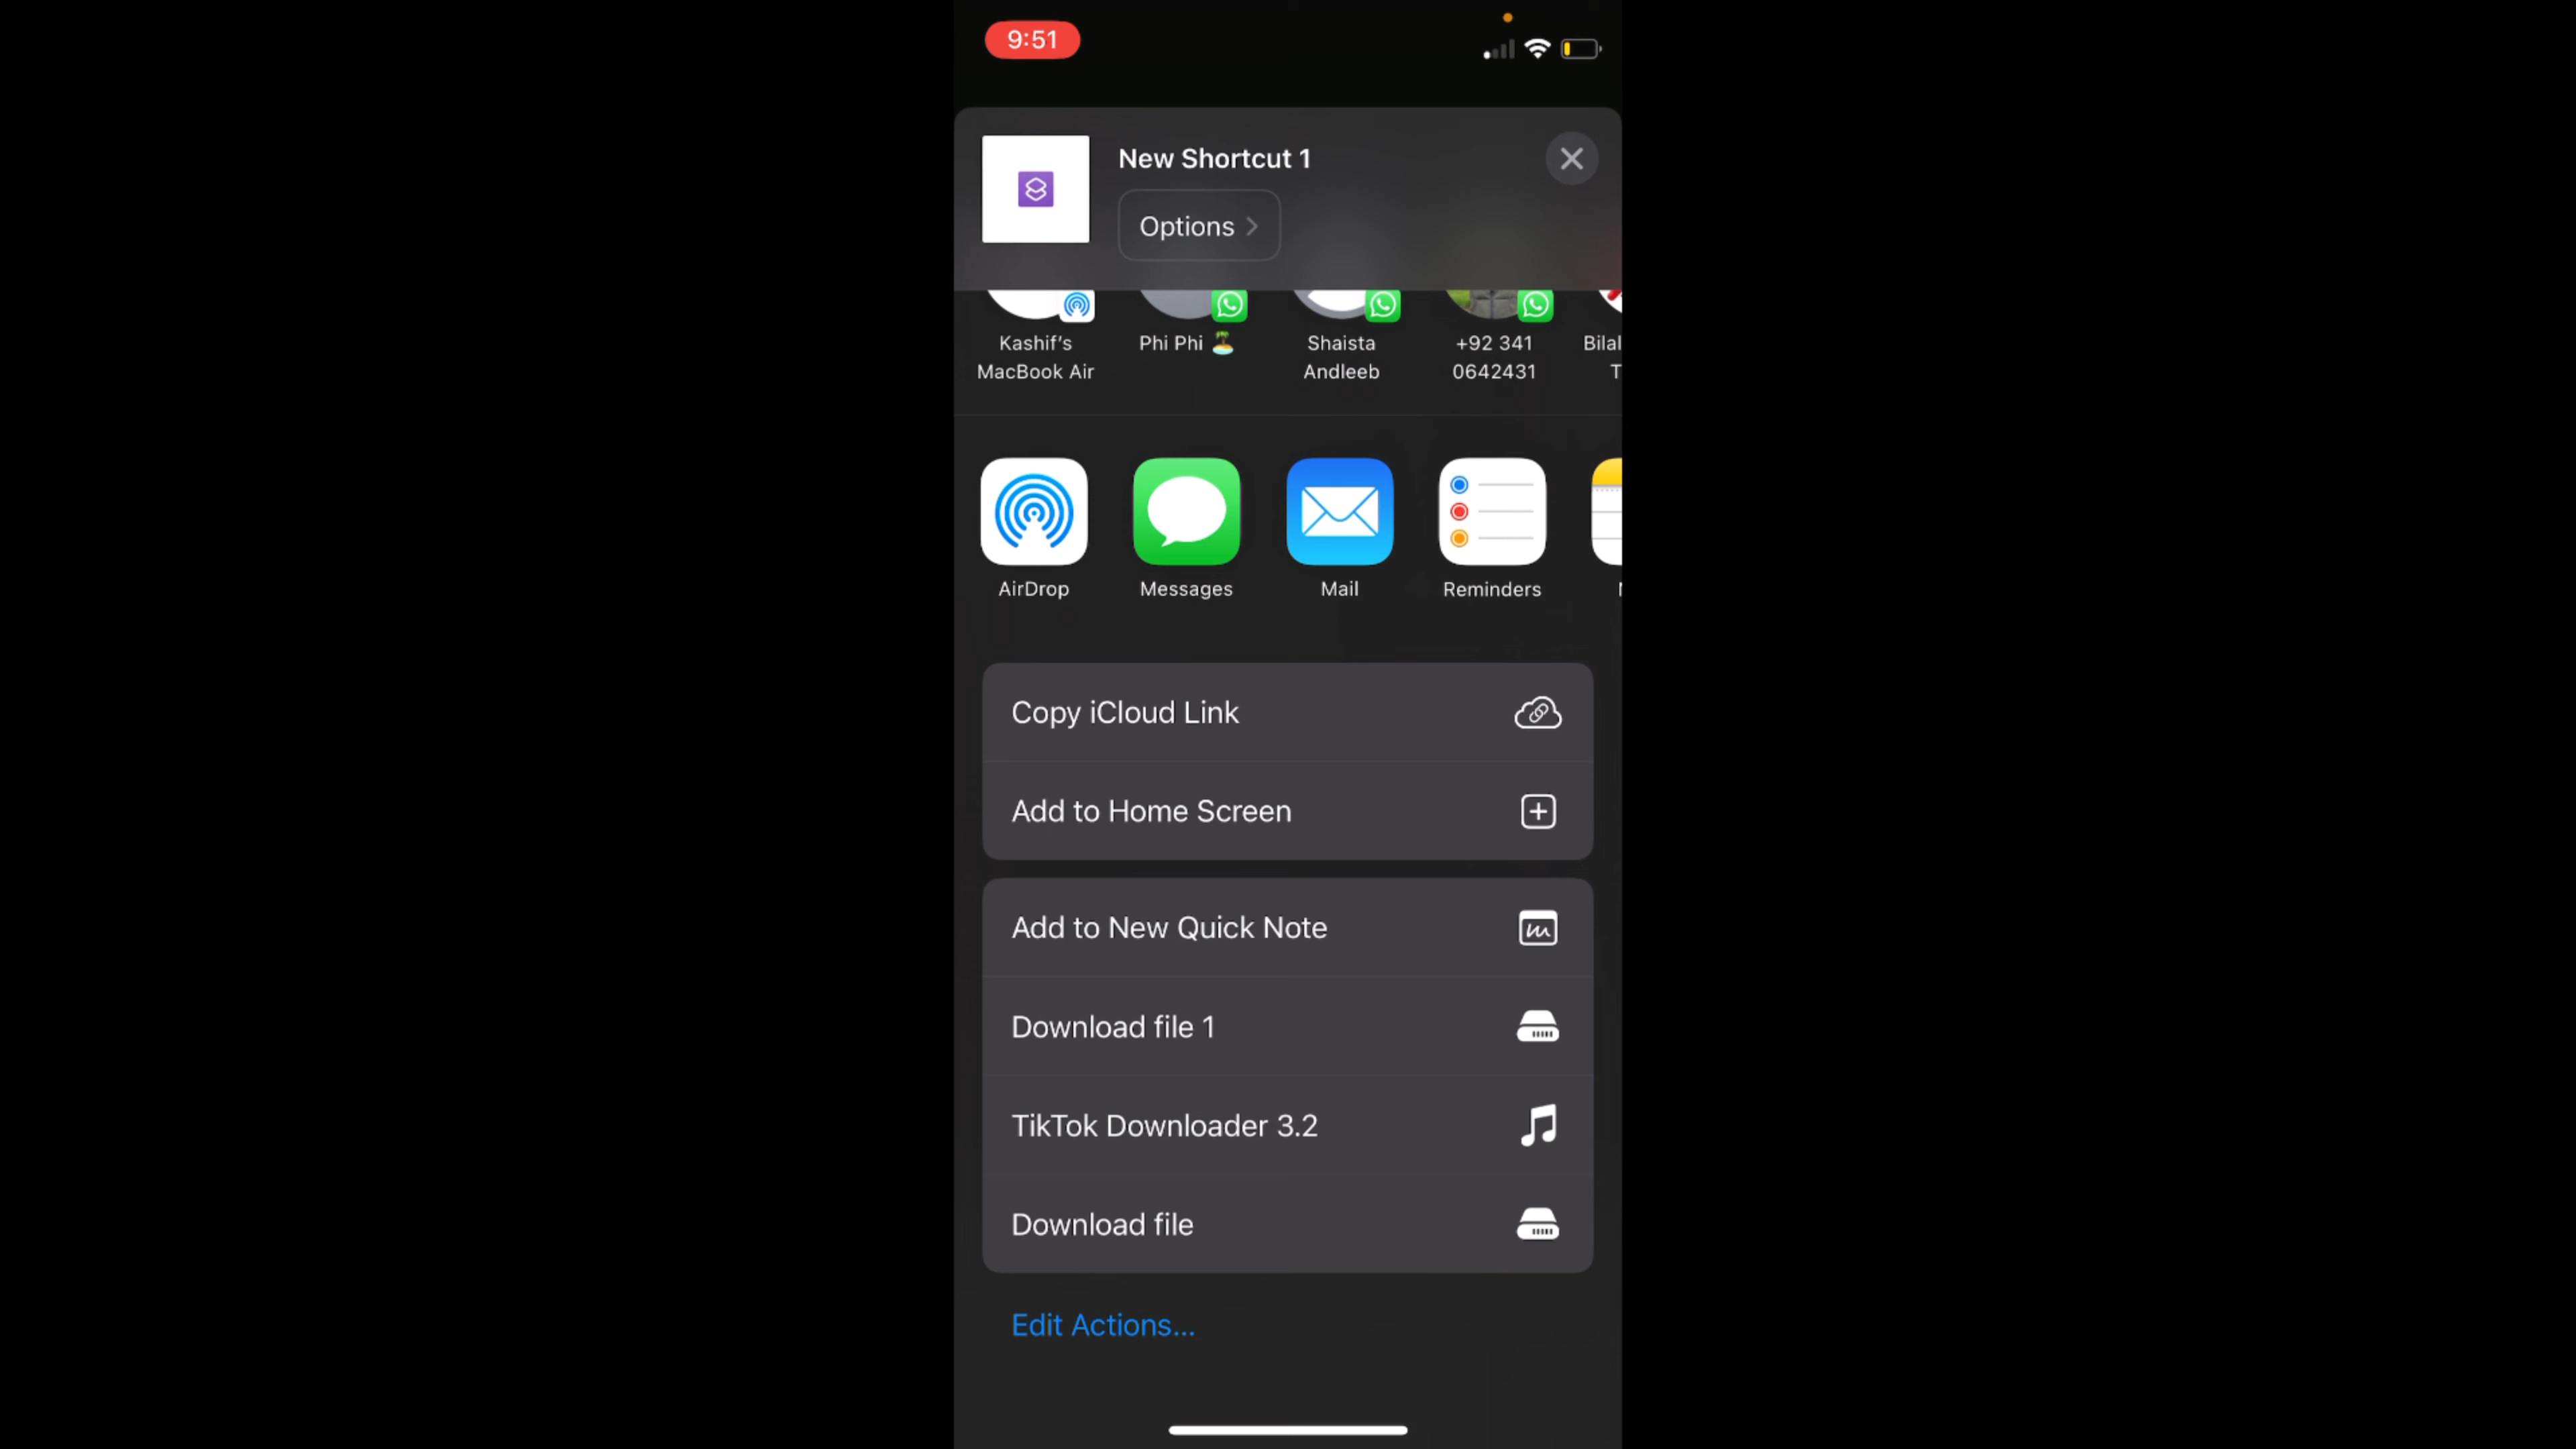 9:51
New Shortcut 1
Options
Kashif's
MacBook Air
Phi Phi 🏝️
Shaista
Andleeb
+92 341
0642431
Bilal
T
AirDrop
Messages
Mail
Reminders
Copy iCloud Link
Add to Home Screen
Add to New Quick Note
Download file 1
TikTok Downloader 3.2
Download file
Edit Actions...